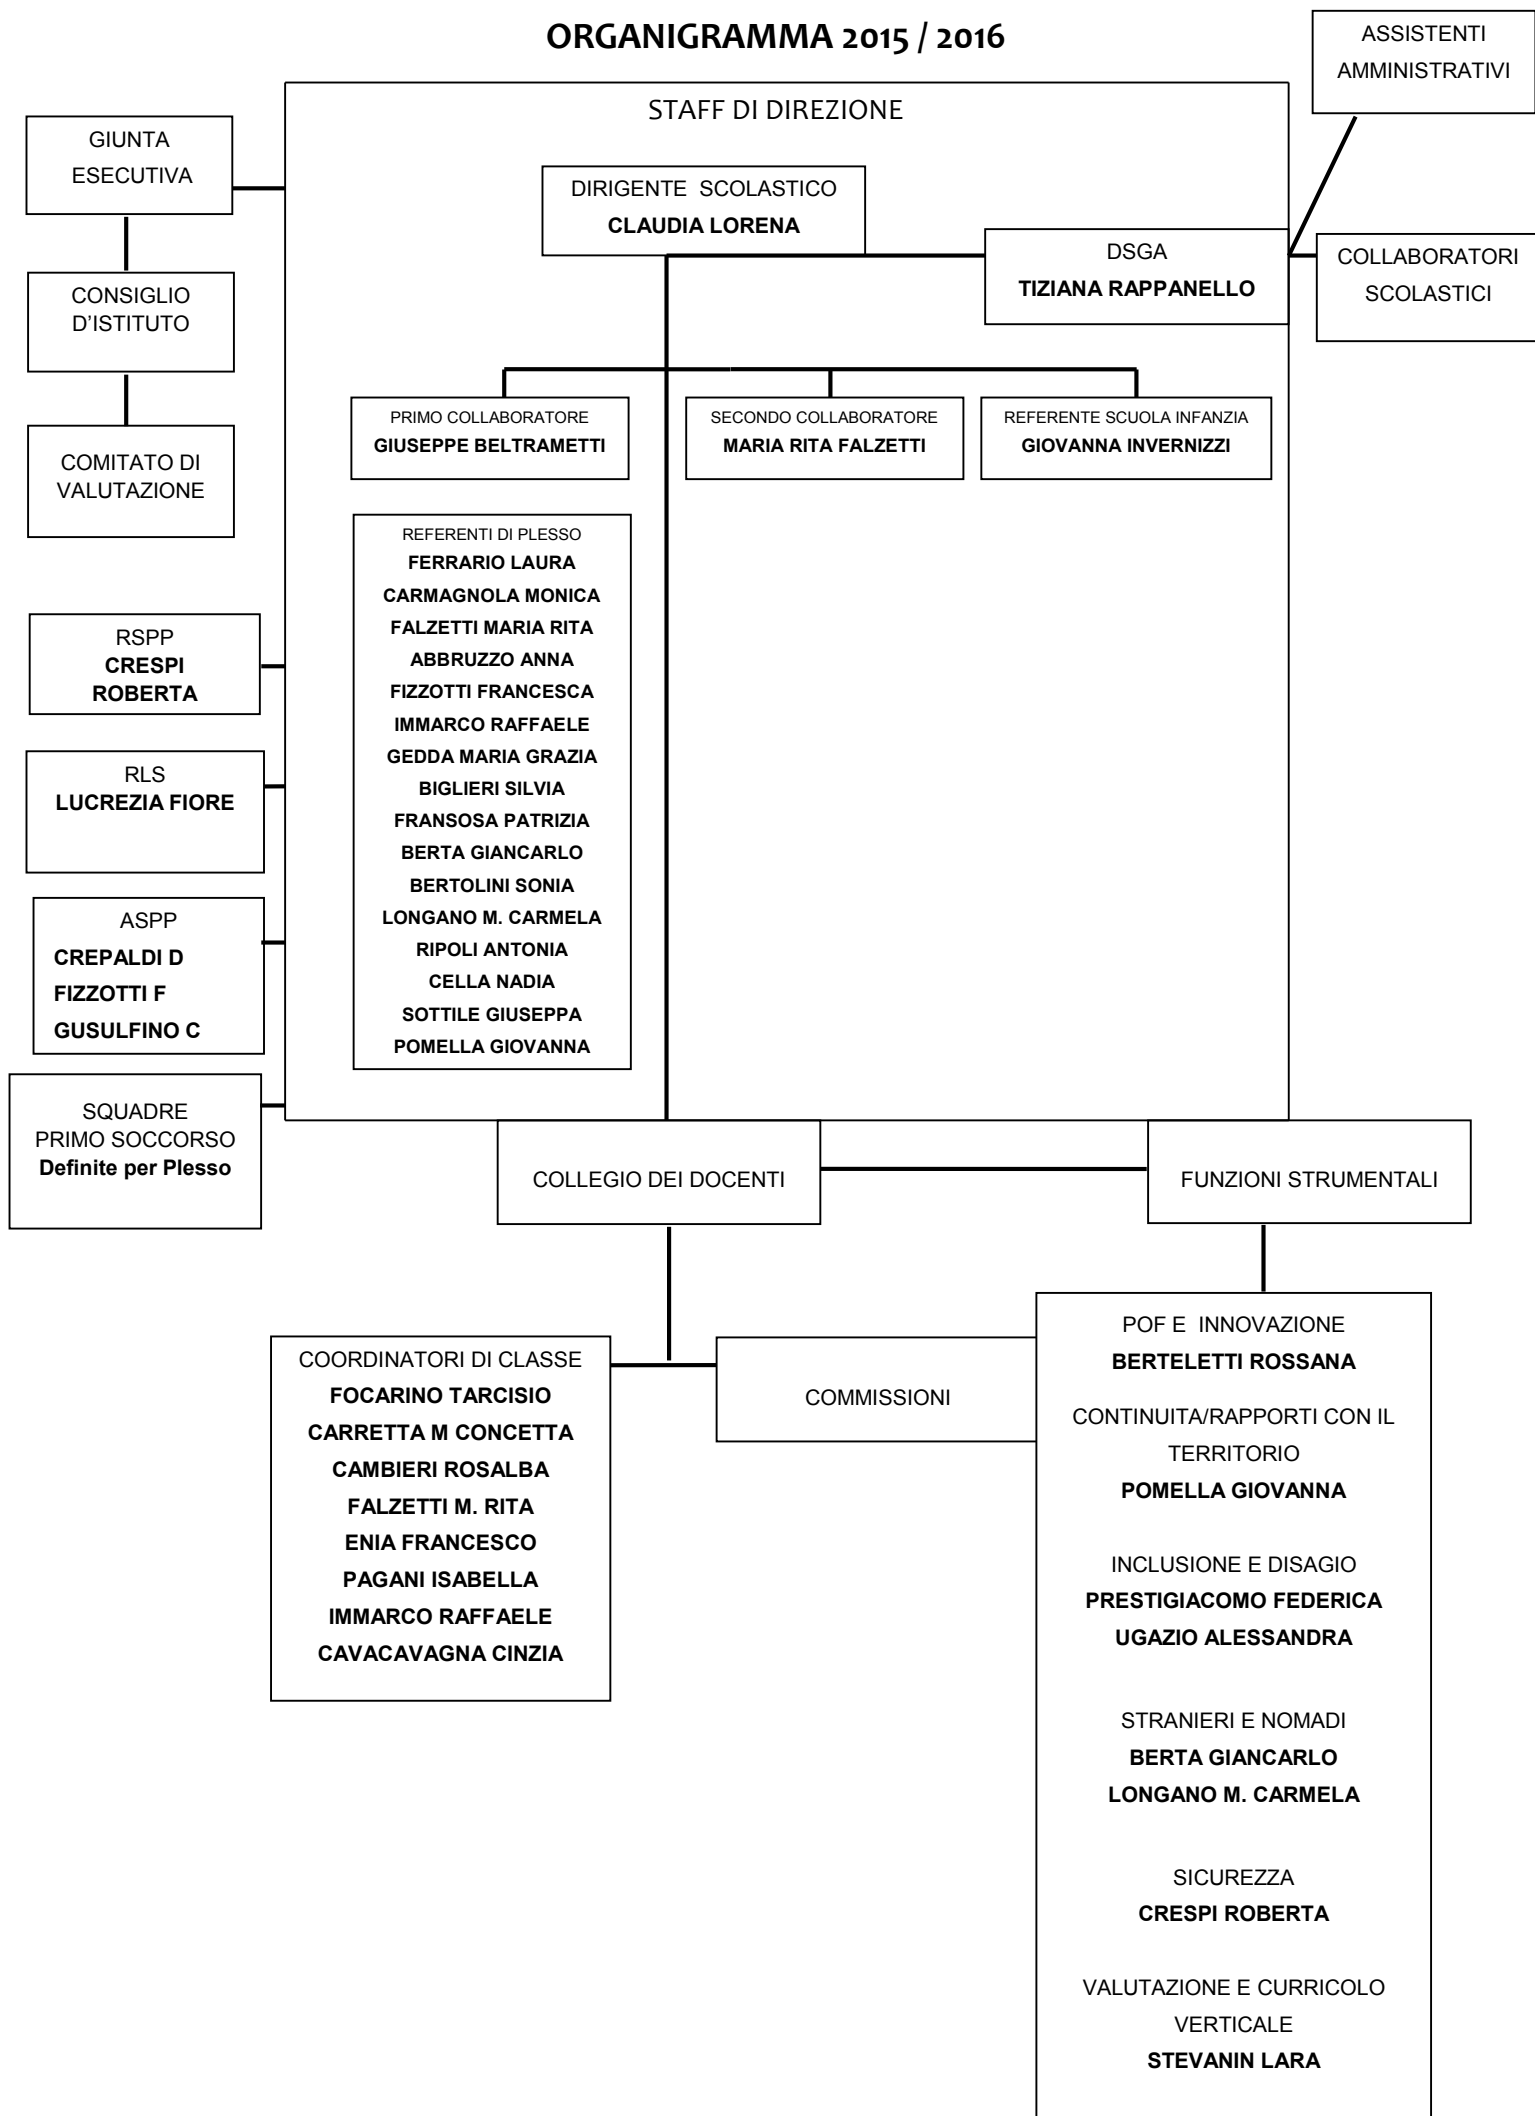 ORGANIGRAMMA 2015 / 2016
ASSISTENTI
AMMINISTRATIVI
STAFF DI DIREZIONE
GIUNTA
ESECUTIVA
DIRIGENTE SCOLASTICO
CLAUDIA LORENA
DSGA
TIZIANA RAPPANELLO
COLLABORATORI
SCOLASTICI
CONSIGLIO
D'ISTITUTO
PRIMO COLLABORATORE
GIUSEPPE BELTRAMETTI
SECONDO COLLABORATORE
MARIA RITA FALZETTI
REFERENTE SCUOLA INFANZIA
GIOVANNA INVERNIZZI
COMITATO DI
VALUTAZIONE
REFERENTI DI PLESSO
FERRARIO LAURA
CARMAGNOLA MONICA
FALZETTI MARIA RITA
ABBRUZZO ANNA
FIZZOTTI FRANCESCA
IMMARCO RAFFAELE
GEDDA MARIA GRAZIA
BIGLIERI SILVIA
FRANSOSA PATRIZIA
BERTA GIANCARLO
BERTOLINI SONIA
LONGANO M. CARMELA
RIPOLI ANTONIA
CELLA NADIA
SOTTILE GIUSEPPA
POMELLA GIOVANNA
RSPP
CRESPI
ROBERTA
RLS
LUCREZIA FIORE
ASPP
CREPALDI D
FIZZOTTI F
GUSULFINO C
SQUADRE
PRIMO SOCCORSO
Definite per Plesso
COLLEGIO DEI DOCENTI
FUNZIONI STRUMENTALI
COORDINATORI DI CLASSE
FOCARINO TARCISIO
CARRETTA M CONCETTA
CAMBIERI ROSALBA
FALZETTI M. RITA
ENIA FRANCESCO
PAGANI ISABELLA
IMMARCO RAFFAELE
CAVACAVAGNA CINZIA
COMMISSIONI
POF E INNOVAZIONE
BERTELETTI ROSSANA
CONTINUITA/RAPPORTI CON IL
TERRITORIO
POMELLA GIOVANNA
INCLUSIONE E DISAGIO
PRESTIGIACOMO FEDERICA
UGAZIO ALESSANDRA
STRANIERI E NOMADI
BERTA GIANCARLO
LONGANO M. CARMELA
SICUREZZA
CRESPI ROBERTA
VALUTAZIONE E CURRICOLO
VERTICALE
STEVANIN LARA